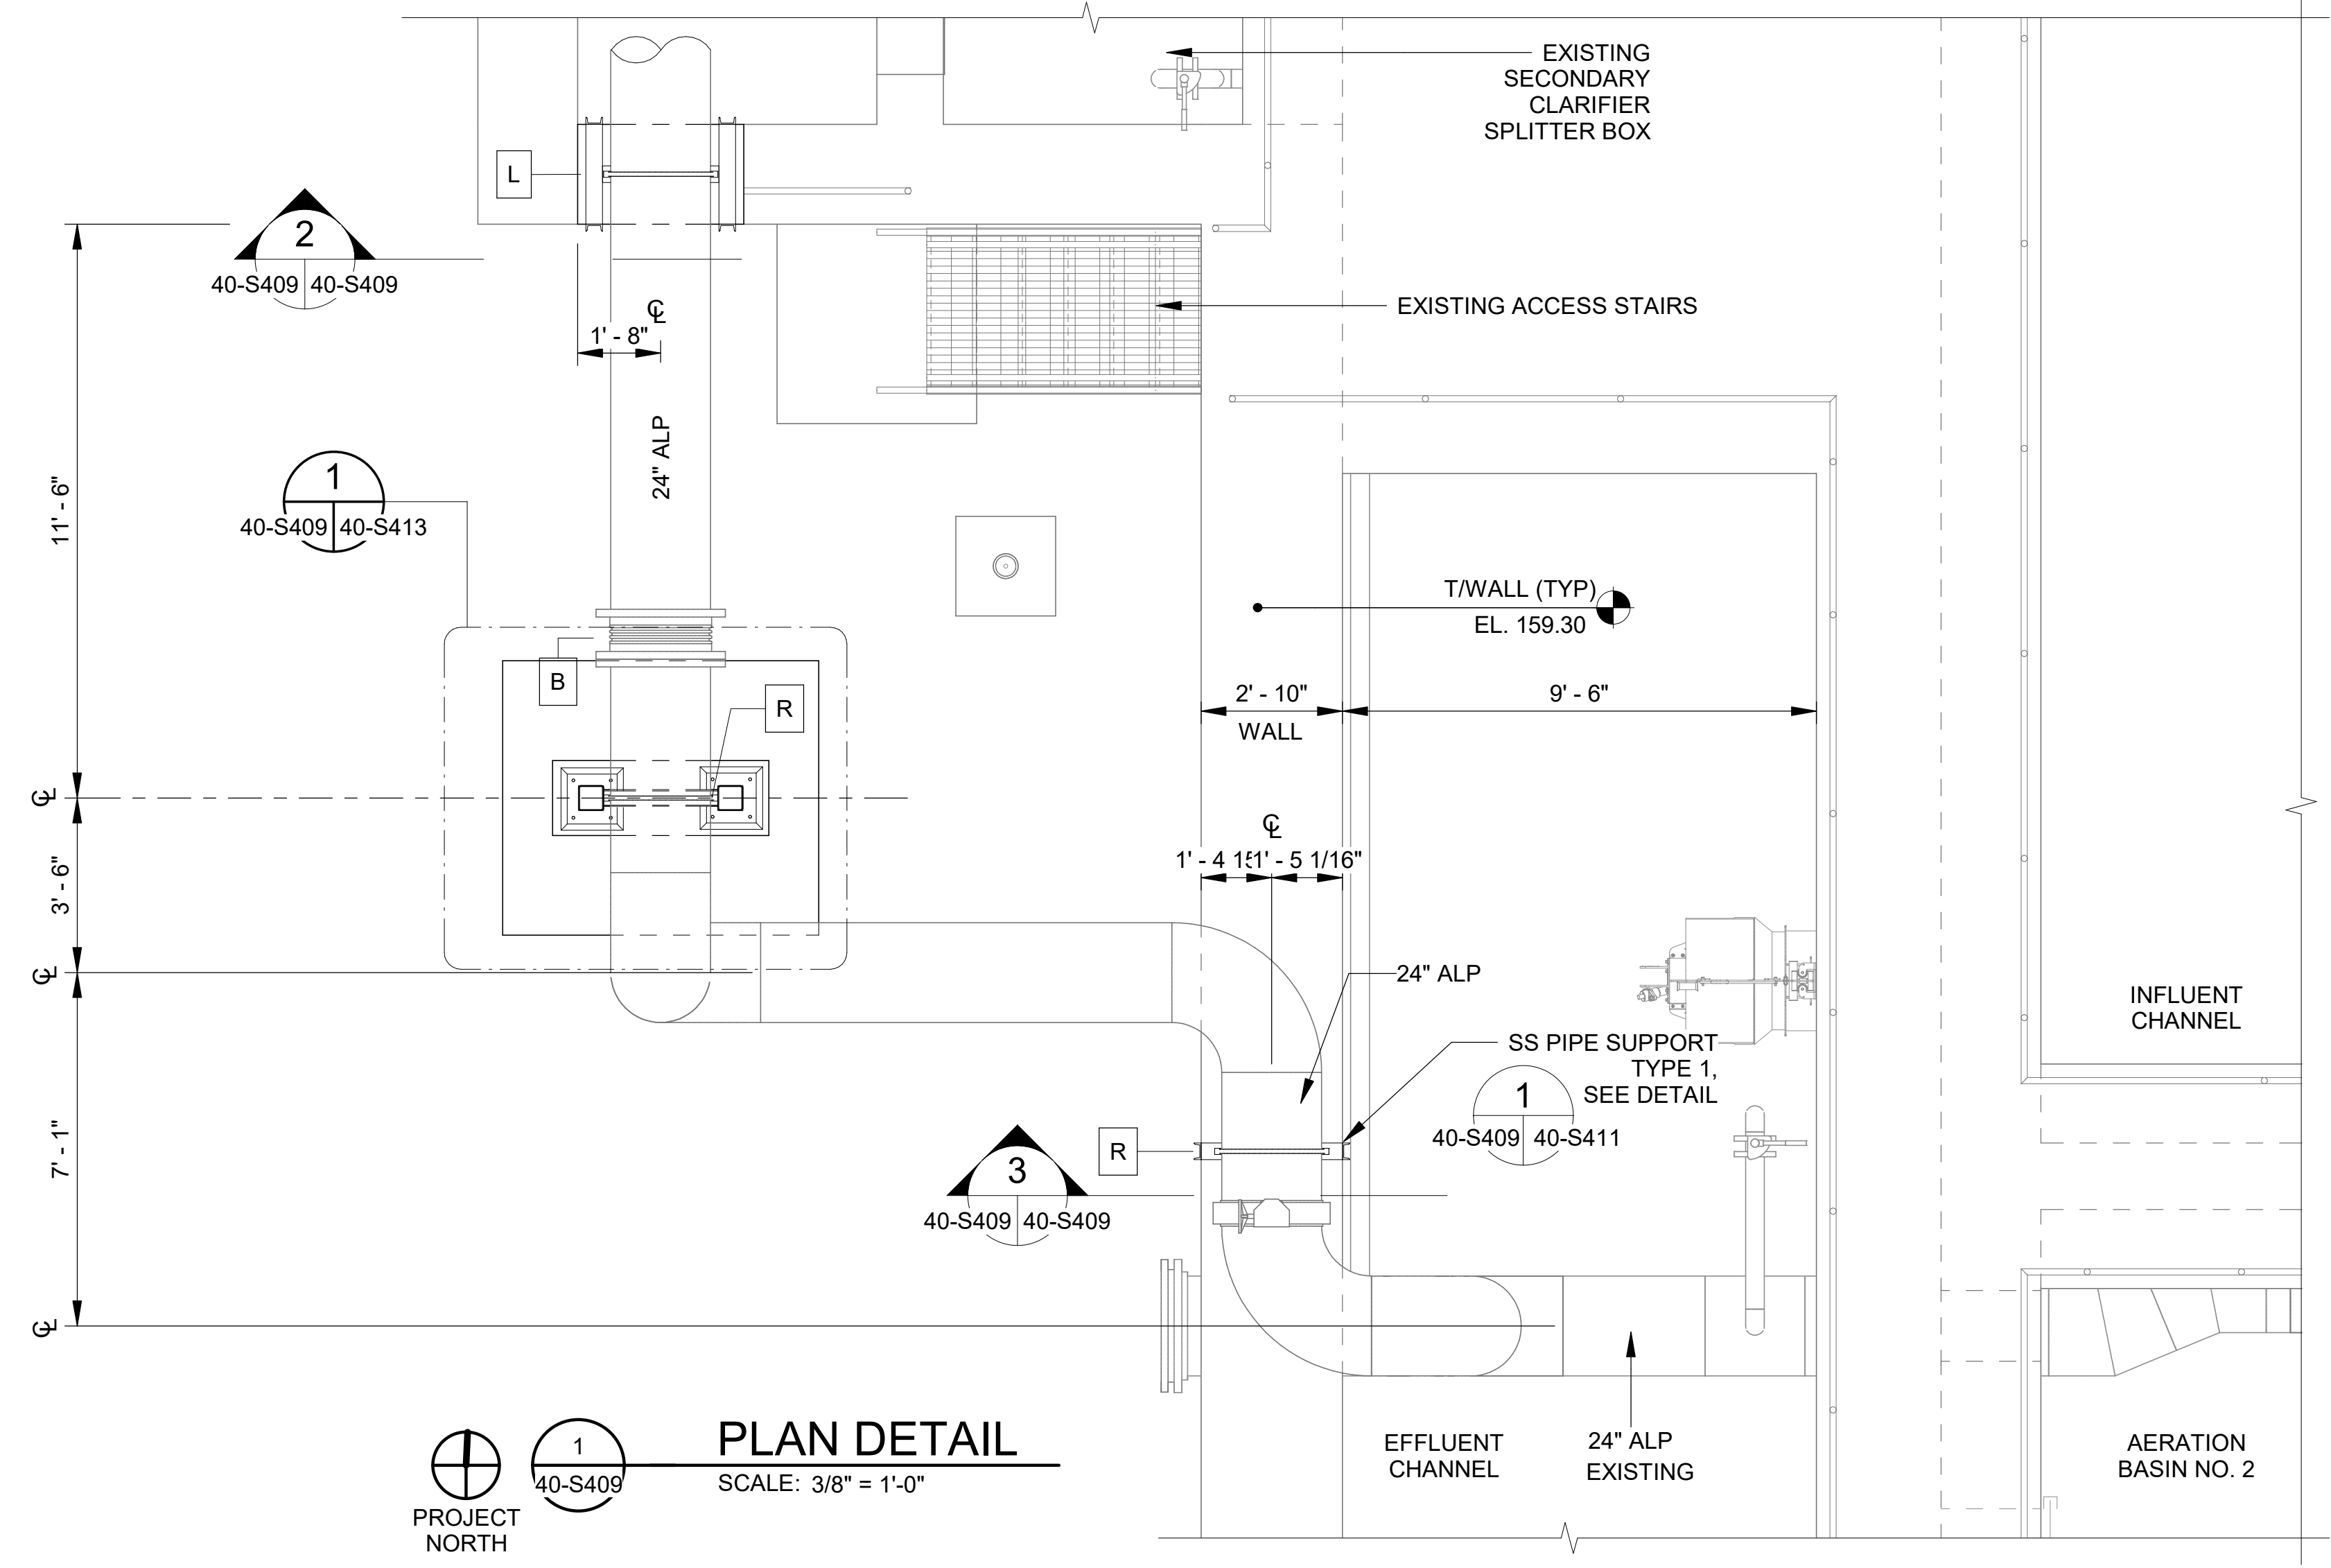 EXISTING
SECONDARY
CLARIFIER
SPLITTER BOX
L
2
40-S409 40-S409
EXISTING ACCESS STAIRS
℄
1' - 8"
24" ALP
11' - 6"
1
40-S409 40-S413
T/WALL (TYP)
EL. 159.30
B
R
2' - 10"
WALL
9' - 6"
℄
℄
1' - 4 1' - 5 1/16"
3' - 6"
℄
24" ALP
INFLUENT
CHANNEL
SS PIPE SUPPORT
TYPE 1,
SEE DETAIL
1
40-S409 40-S411
7' - 1"
R
3
40-S409 40-S409
℄
EFFLUENT
CHANNEL
24" ALP
EXISTING
AERATION
BASIN NO. 2
1
40-S409
PLAN DETAIL
SCALE: 3/8" = 1'-0"
PROJECT
NORTH